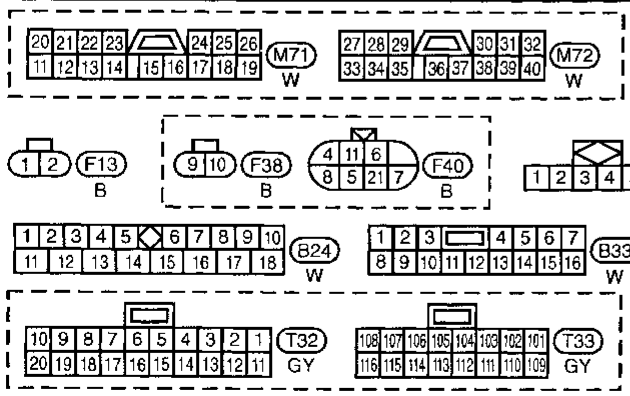 20 21 22 23 24 25 26 27 28 29 30 31 32
11 12 13 14 15 16 17 18 19 M71 33 34 35 36 37 38 39 40 M72
W W
1 2 F13 9 10 F38 4 11 6 F40
8 5 21 7 1 2 3 4
B B B
1 2 3 4 5 6 7 8 9 10 B24 1 2 3 4 5 6 7 B33
11 12 13 14 15 16 17 18 8 9 10 11 12 13 14 15 16
W W
10 9 8 7 6 5 4 3 2 1 T32 108 107 106 105 104 103 102 101 T33
20 19 18 17 16 15 14 13 12 11 116 115 114 113 112 111 110 109
GY GY